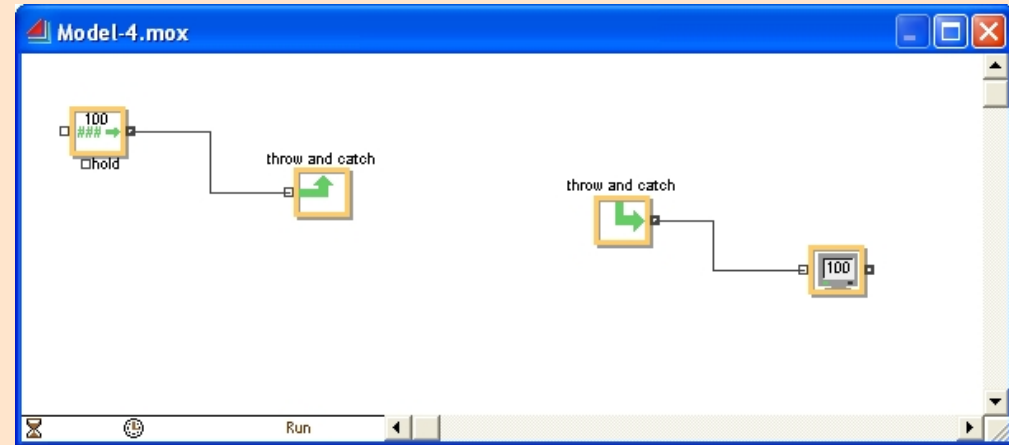 Model-4.mox
100
###
hold
throw and catch
throw and catch
100
Run